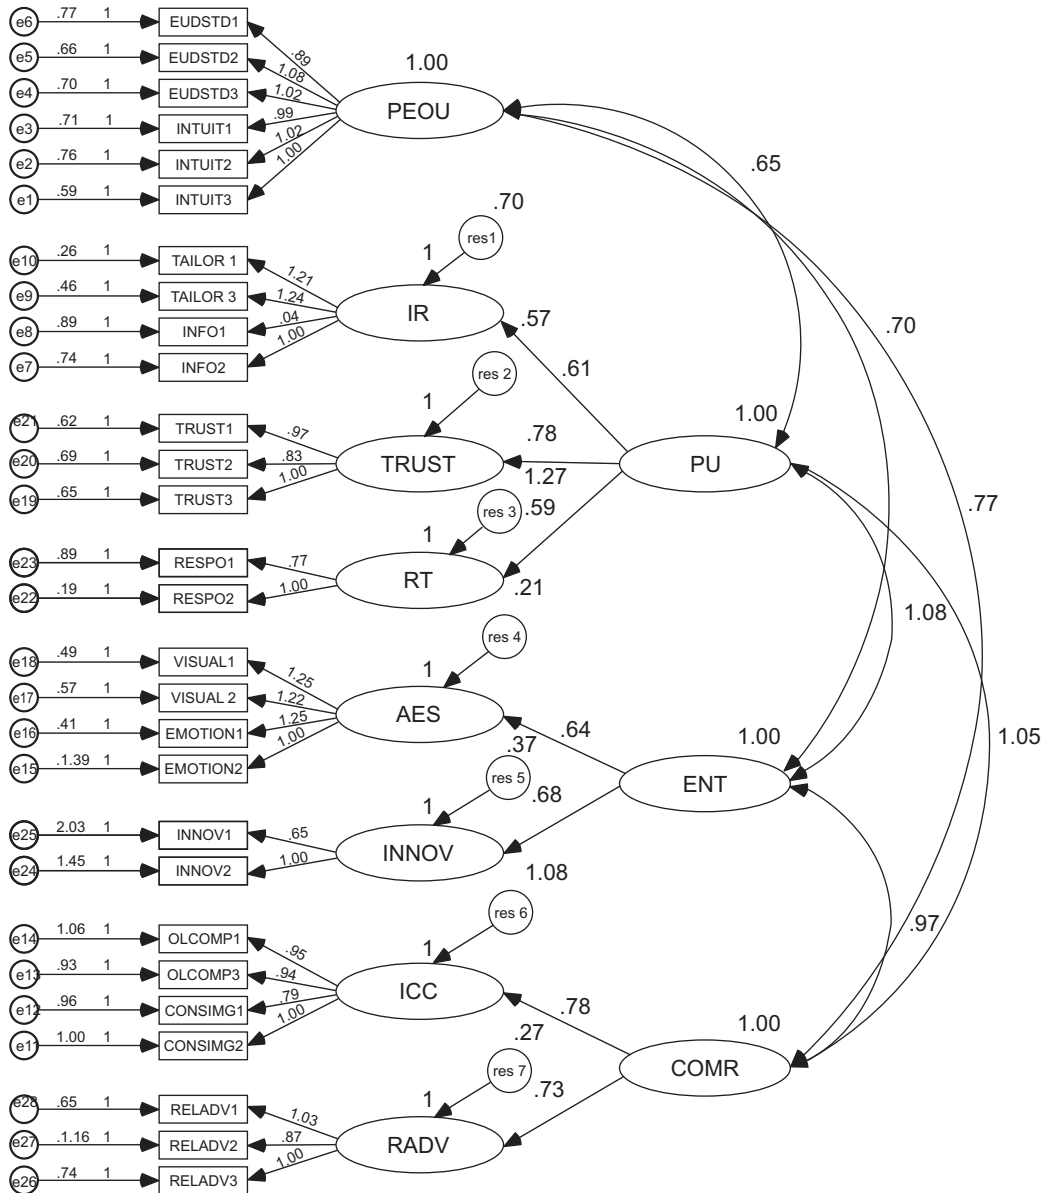 e6 .77 1 EUDSTD1 .89
e5 .66 1 EUDSTD2 1.08
e4 .70 1 EUDSTD3 1.02
e3 .71 1 INTUIT1 .99
e2 .76 1 INTUIT2 1.02
e1 .59 1 INTUIT3 1.00
1.00
PEOU
.65
e10 .26 1 TAILOR 1 1.21
e9 .46 1 TAILOR 3 1.24
e8 .89 1 INFO1 .04
e7 .74 1 INFO2 1.00
.70
res1
1
IR
.57
.61
.70
e21 .62 1 TRUST1 .97
e20 .69 1 TRUST2 .83
e19 .65 1 TRUST3 1.00
res 2
1
TRUST
.78
1.27
1.00
PU
.77
e23 .89 1 RESPO1 .77
e22 .19 1 RESPO2 1.00
res 3
.59
1
RT
.21
1.08
e18 .49 1 VISUAL1 1.25
e17 .57 1 VISUAL 2 1.22
e16 .41 1 EMOTION1 1.25
e15 .1.39 1 EMOTION2 1.00
res 4
1
AES
.64
.37
1.00
ENT
1.05
e25 2.03 1 INNOV1 .65
e24 1.45 1 INNOV2 1.00
res 5
.68
1
INNOV
1.08
e14 1.06 1 OLCOMP1 .95
e13 .93 1 OLCOMP3 .94
e12 .96 1 CONSIMG1 .79
e11 1.00 1 CONSIMG2 1.00
res 6
1
ICC
.78
.27
1.00
COMR
.97
e28 .65 1 RELADV1 1.03
e27 .1.16 1 RELADV2 .87
e26 .74 1 RELADV3 1.00
res 7
.73
1
RADV